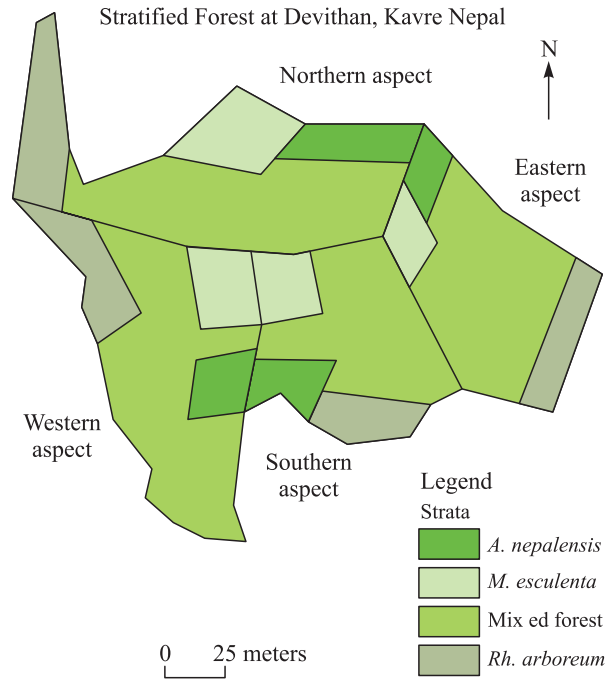 Stratified Forest at Devithan, Kavre Nepal
Northern aspect
N
Eastern
aspect
Western
aspect
Southern
aspect
Legend
Strata
A. nepalensis
M. esculenta
Mix ed forest
Rh. arboreum
0 25 meters